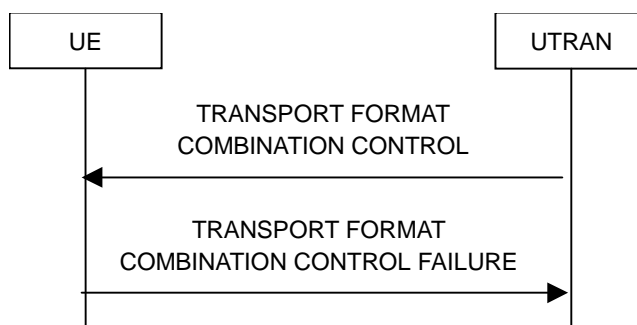 UE
UTRAN
TRANSPORT FORMAT
COMBINATION CONTROL
TRANSPORT FORMAT
COMBINATION CONTROL FAILURE